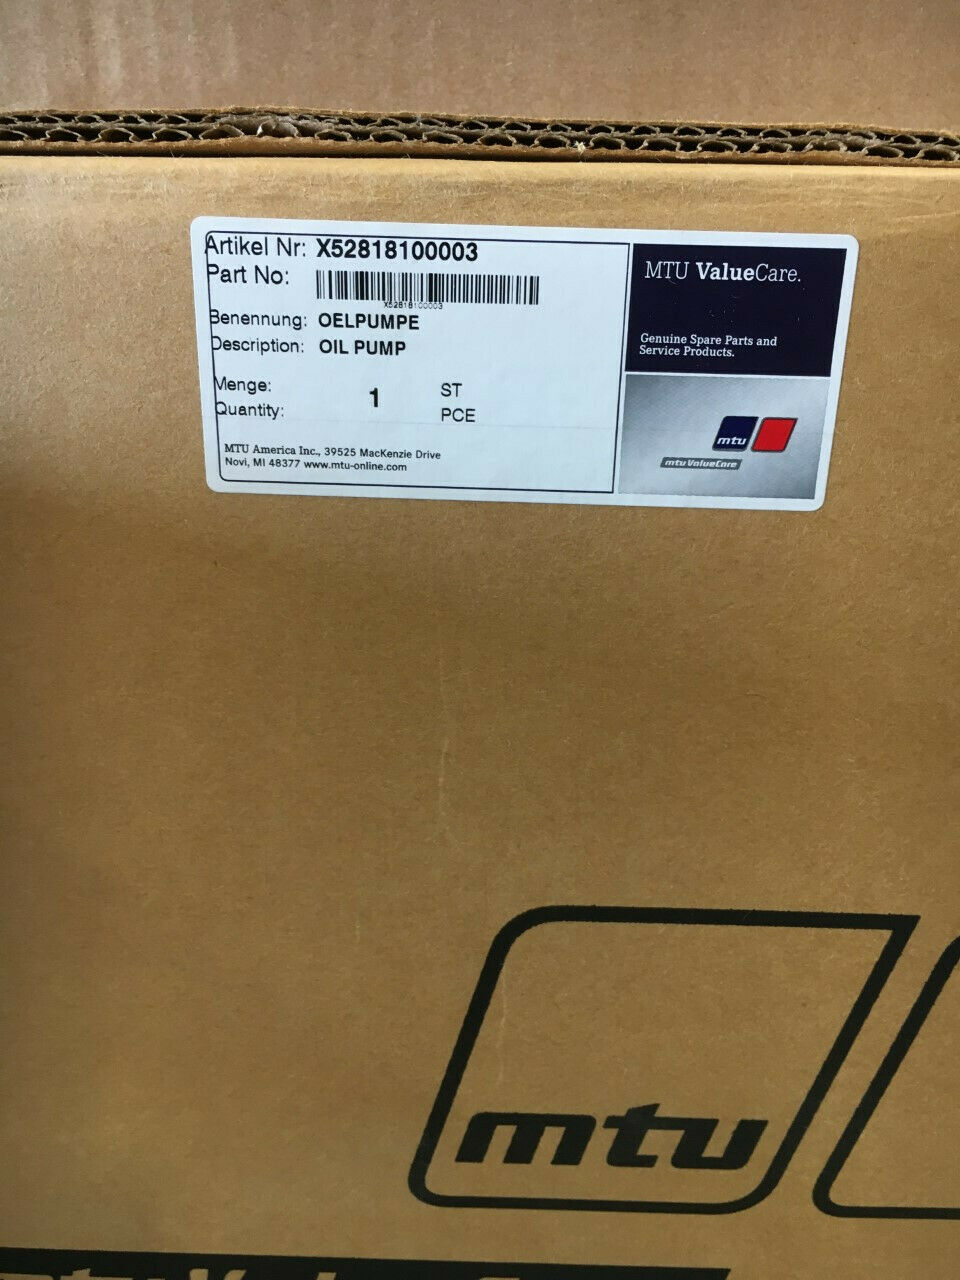 Artikel Nr: X52818100003
Part No:
X52818100003
Benennung: OELPUMPE
Description: OIL PUMP
Menge: 1 ST
Quantity: PCE
MTU America Inc., 39525 MacKenzie Drive
Novi, MI 48377 www.mtu-online.com
MTU ValueCare.
Genuine Spare Parts and
Service Products.
mtu
mtu ValueCare
mtu